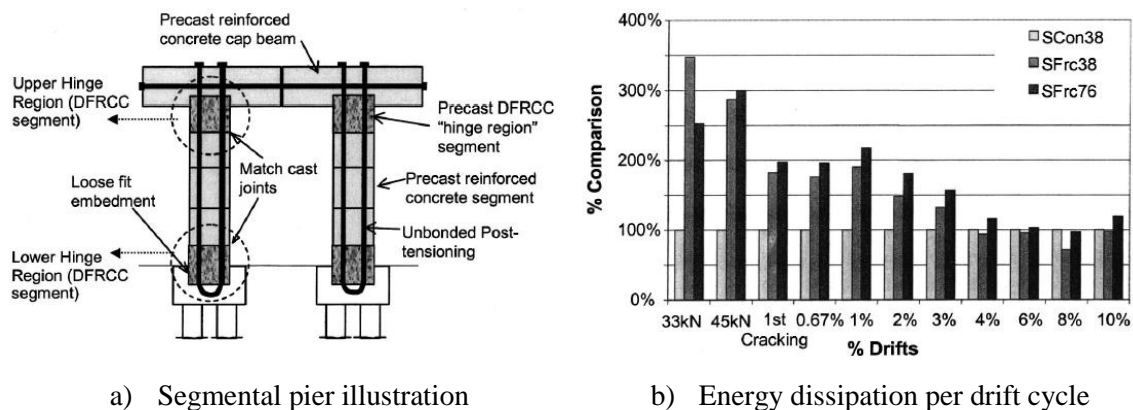 Precast reinforced
concrete cap beam
Upper Hinge
Region (DFRCC
segment)
Precast DFRCC
"hinge region"
segment
Match cast
joints
Loose fit
embedment
Precast reinforced
concrete segment
Unbonded Post-
tensioning
Lower Hinge
Region (DFRCC
segment)
a) Segmental pier illustration
400%
300%
200%
100%
0%
% Comparison
SCon38
SFrc38
SFrc76
33kN 45kN 1st 0.67% 1% 2% 3% 4% 6% 8% 10%
Cracking
% Drifts
b) Energy dissipation per drift cycle